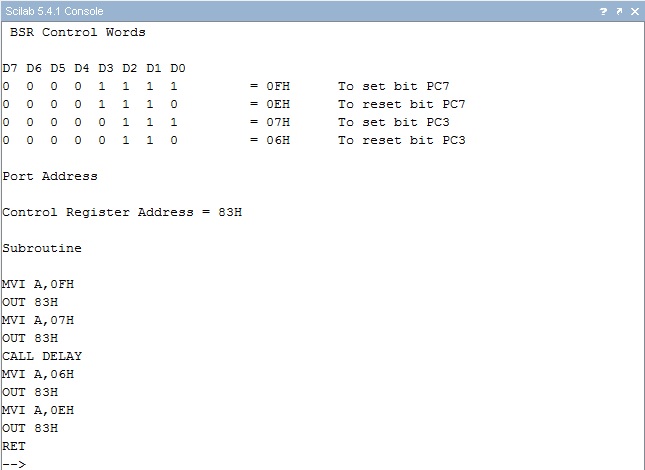 Scilab 5.4.1 Console
BSR Control Words
D7 D6 D5 D4 D3 D2 D1 D0
0 0 0 0 1 1 1 1 = 0FH To set bit PC7
0 0 0 0 1 1 1 0 = 0EH To reset bit PC7
0 0 0 0 0 1 1 1 = 07H To set bit PC3
0 0 0 0 0 1 1 0 = 06H To reset bit PC3
Port Address
Control Register Address = 83H
Subroutine
MVI A,0FH
OUT 83H
MVI A,07H
OUT 83H
CALL DELAY
MVI A,06H
OUT 83H
MVI A,0EH
OUT 83H
RET
-->